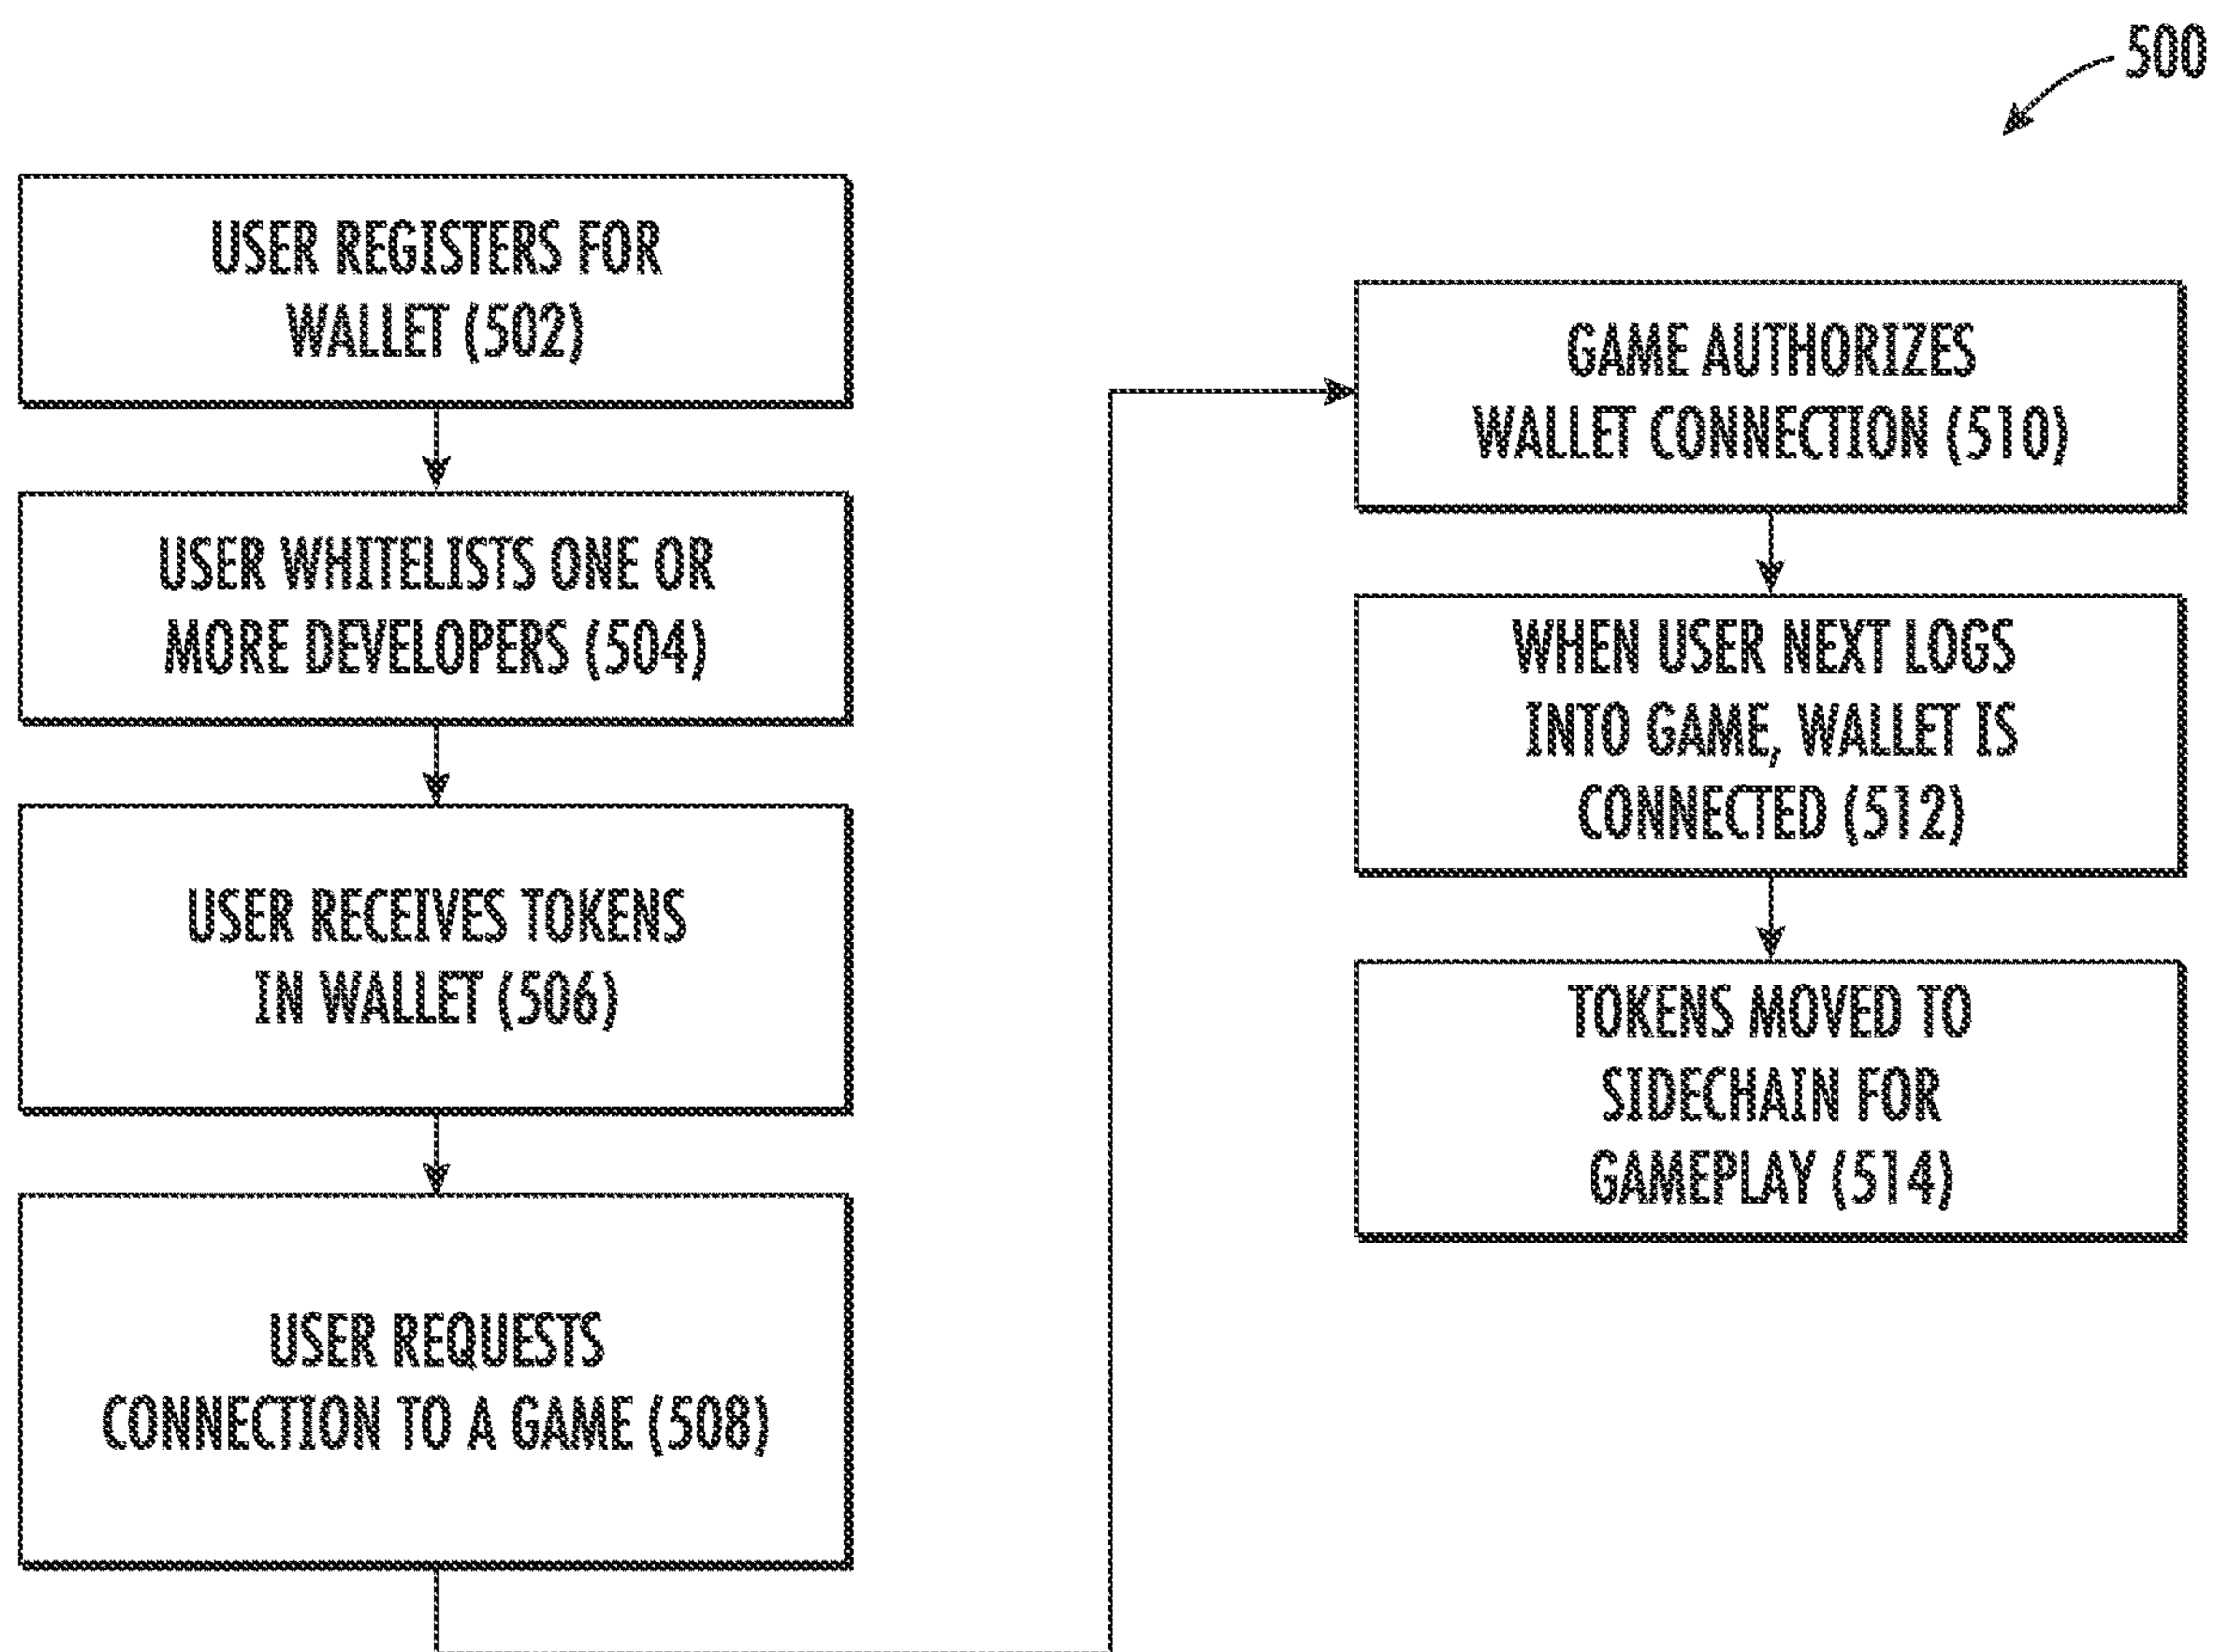 500
USER REGISTERS FOR
WALLET (502)
USER WHITELISTS ONE OR
MORE DEVELOPERS (504)
USER RECEIVES TOKENS
IN WALLET (506)
USER REQUESTS
CONNECTION TO A GAME (508)
GAME AUTHORIZES
WALLET CONNECTION (510)
WHEN USER NEXT LOGS
INTO GAME, WALLET IS
CONNECTED (512)
TOKENS MOVED TO
SIDECHAIN FOR
GAMEPLAY (514)